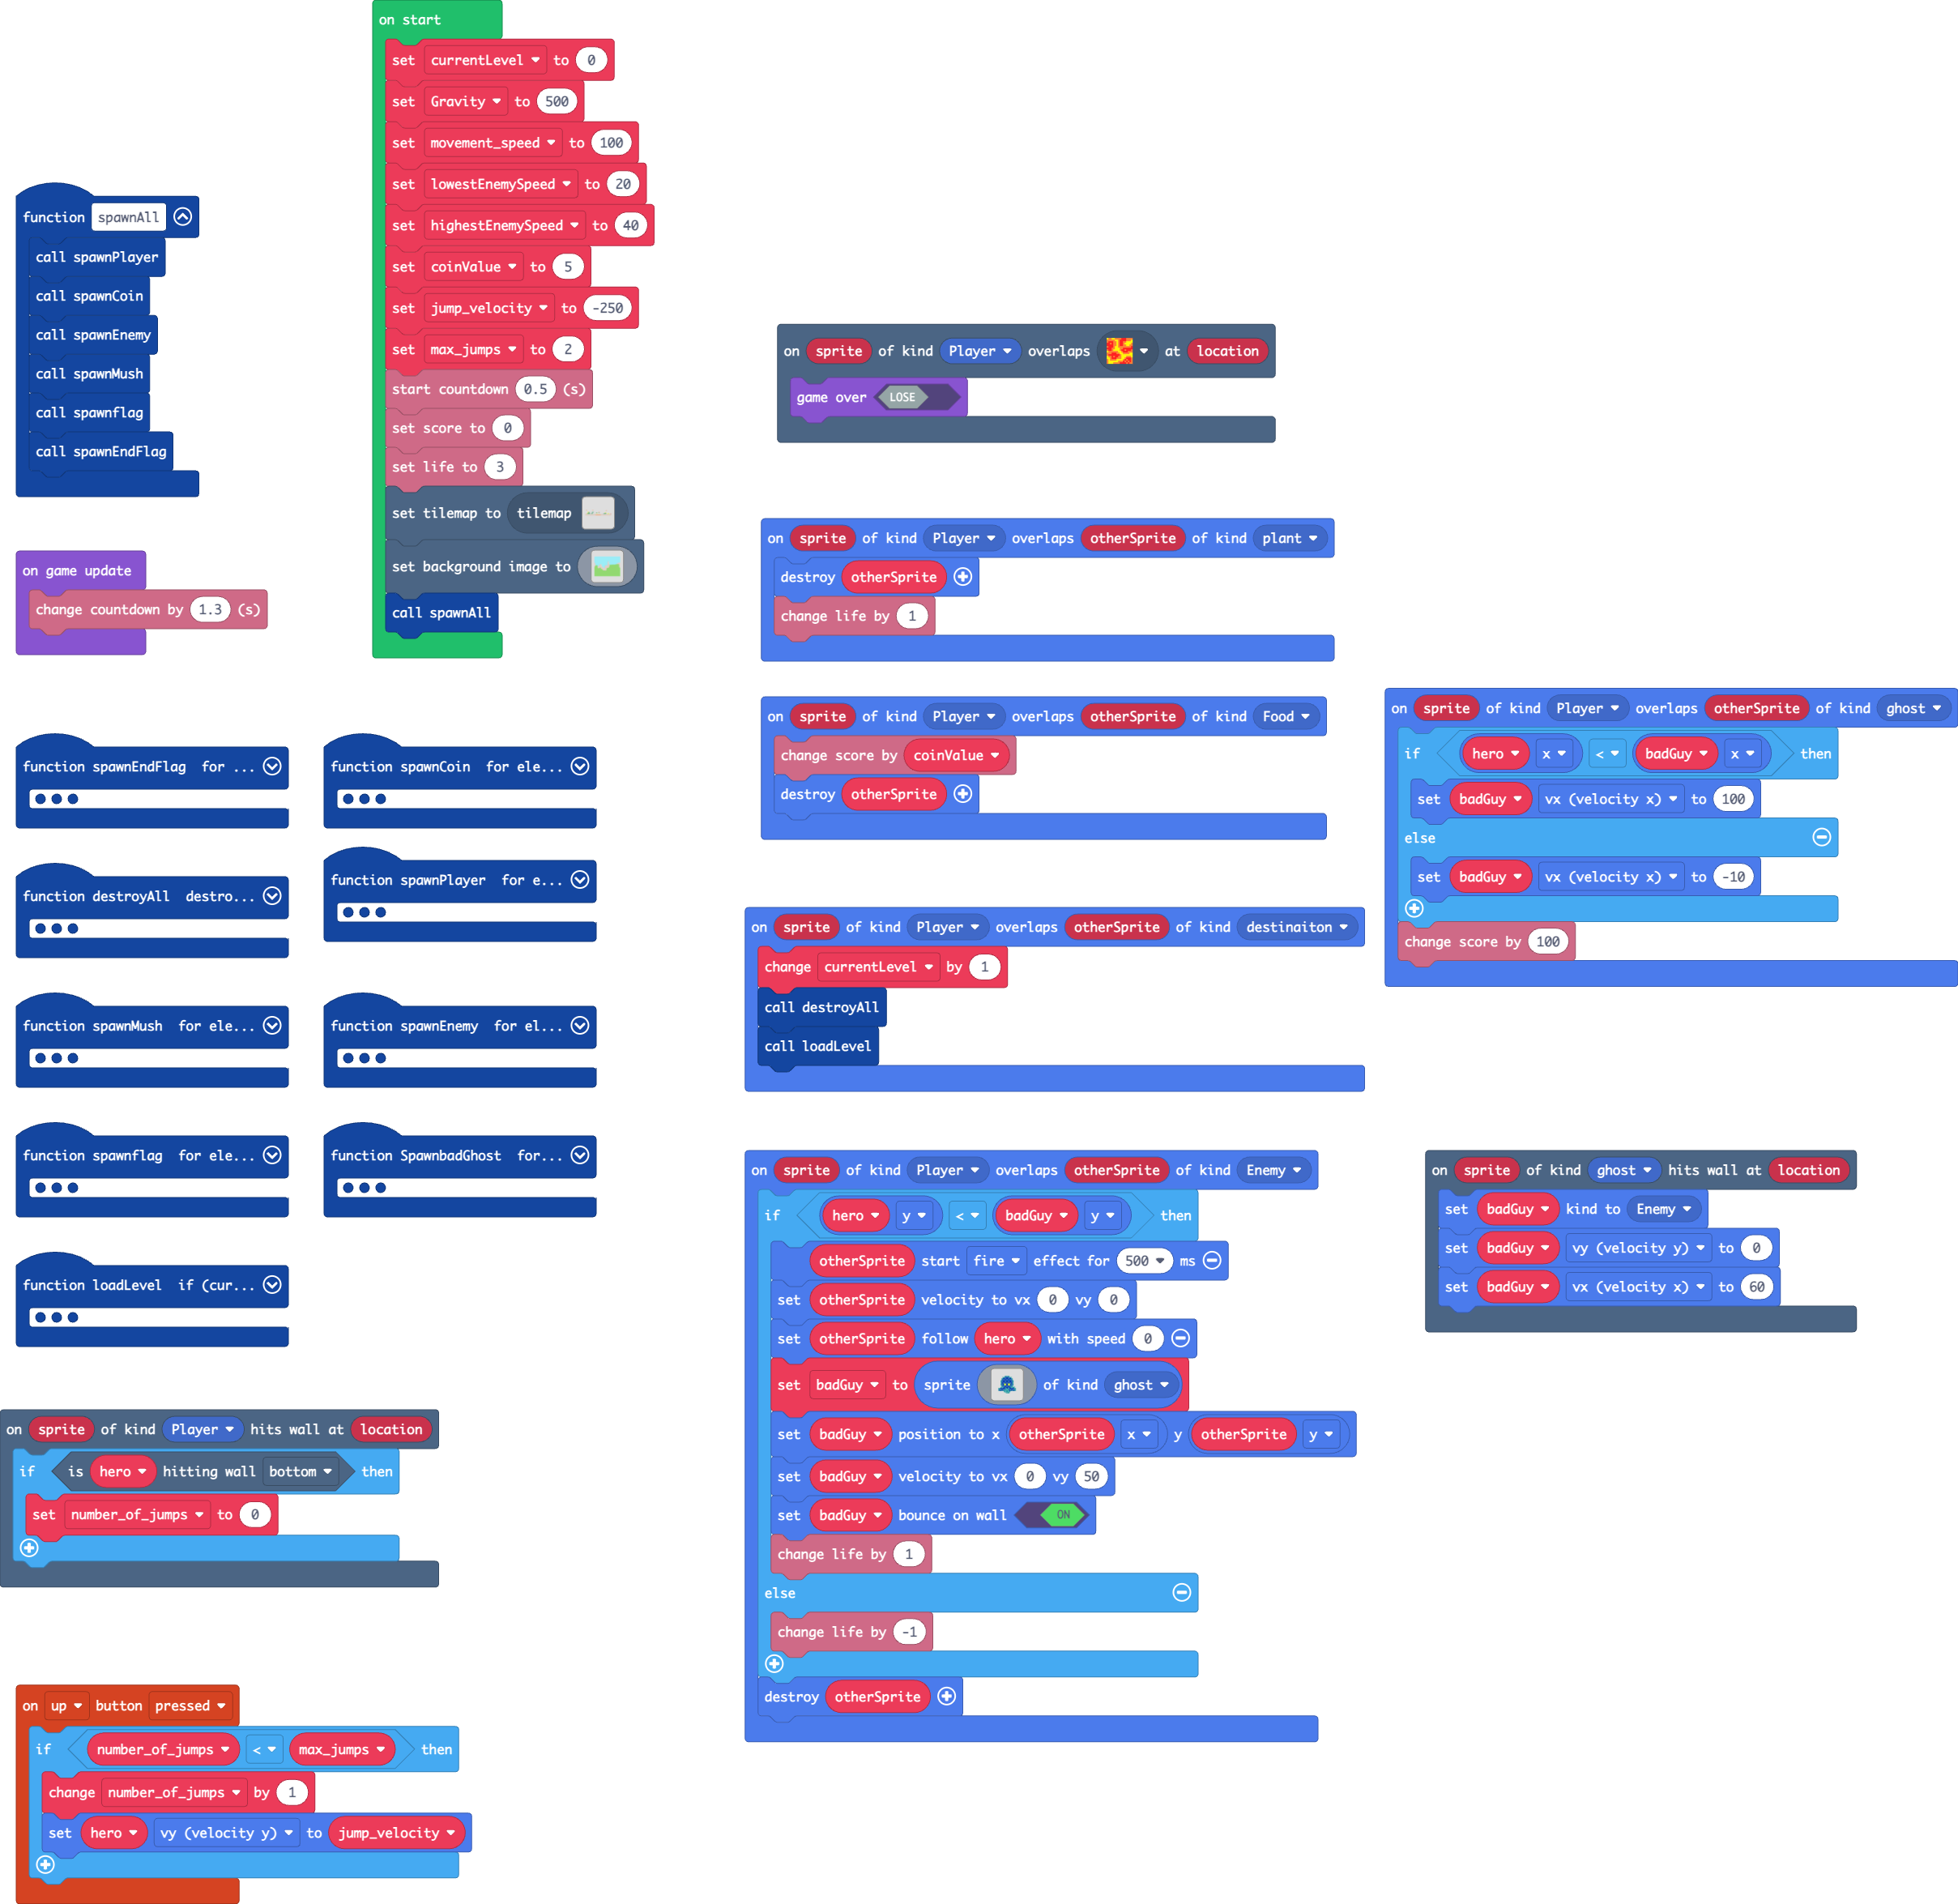 function spawnAll
call spawnPlayer
call spawnCoin
call spawnEnemy
call spawnMush
call spawnflag
call spawnEndFlag
on game update
change countdown by 1.3 (s)
on start
set currentLevel to 0
set Gravity to 500
set movement_speed to 100
set lowestEnemySpeed to 20
set highestEnemySpeed to 40
set coinValue to 5
set jump_velocity to -250
set max_jumps to 2
start countdown 0.5 (s)
set score to 0
set life to 3
set tilemap to tilemap
set background image to
call spawnAll
function spawnEndFlag for ...
function spawnCoin for ele...
function destroyAll destro...
function spawnPlayer for e...
function spawnMush for ele...
function spawnEnemy for el...
function spawnflag for ele...
function SpawnbadGhost for...
function loadLevel if (cur...
on sprite of kind Player hits wall at location
if is hero hitting wall bottom then
set number_of_jumps to 0
on up button pressed
if number_of_jumps < max_jumps then
change number_of_jumps by 1
set hero vy (velocity y) to jump_velocity
on sprite of kind Player overlaps at location
game over LOSE
on sprite of kind Player overlaps otherSprite of kind plant
destroy otherSprite
change life by 1
on sprite of kind Player overlaps otherSprite of kind Food
change score by coinValue
destroy otherSprite
on sprite of kind Player overlaps otherSprite of kind destinaiton
change currentLevel by 1
call destroyAll
call loadLevel
on sprite of kind Player overlaps otherSprite of kind Enemy
if hero y < badGuy y then
otherSprite start fire effect for 500 ms
set otherSprite velocity to vx 0 vy 0
set otherSprite follow hero with speed 0
set badGuy to sprite of kind ghost
set badGuy position to x otherSprite x y otherSprite y
set badGuy velocity to vx 0 vy 50
set badGuy bounce on wall ON
change life by 1
else
change life by -1
destroy otherSprite
on sprite of kind Player overlaps otherSprite of kind ghost
if hero x < badGuy x then
set badGuy vx (velocity x) to 100
else
set badGuy vx (velocity x) to -10
change score by 100
on sprite of kind ghost hits wall at location
set badGuy kind to Enemy
set badGuy vy (velocity y) to 0
set badGuy vx (velocity x) to 60